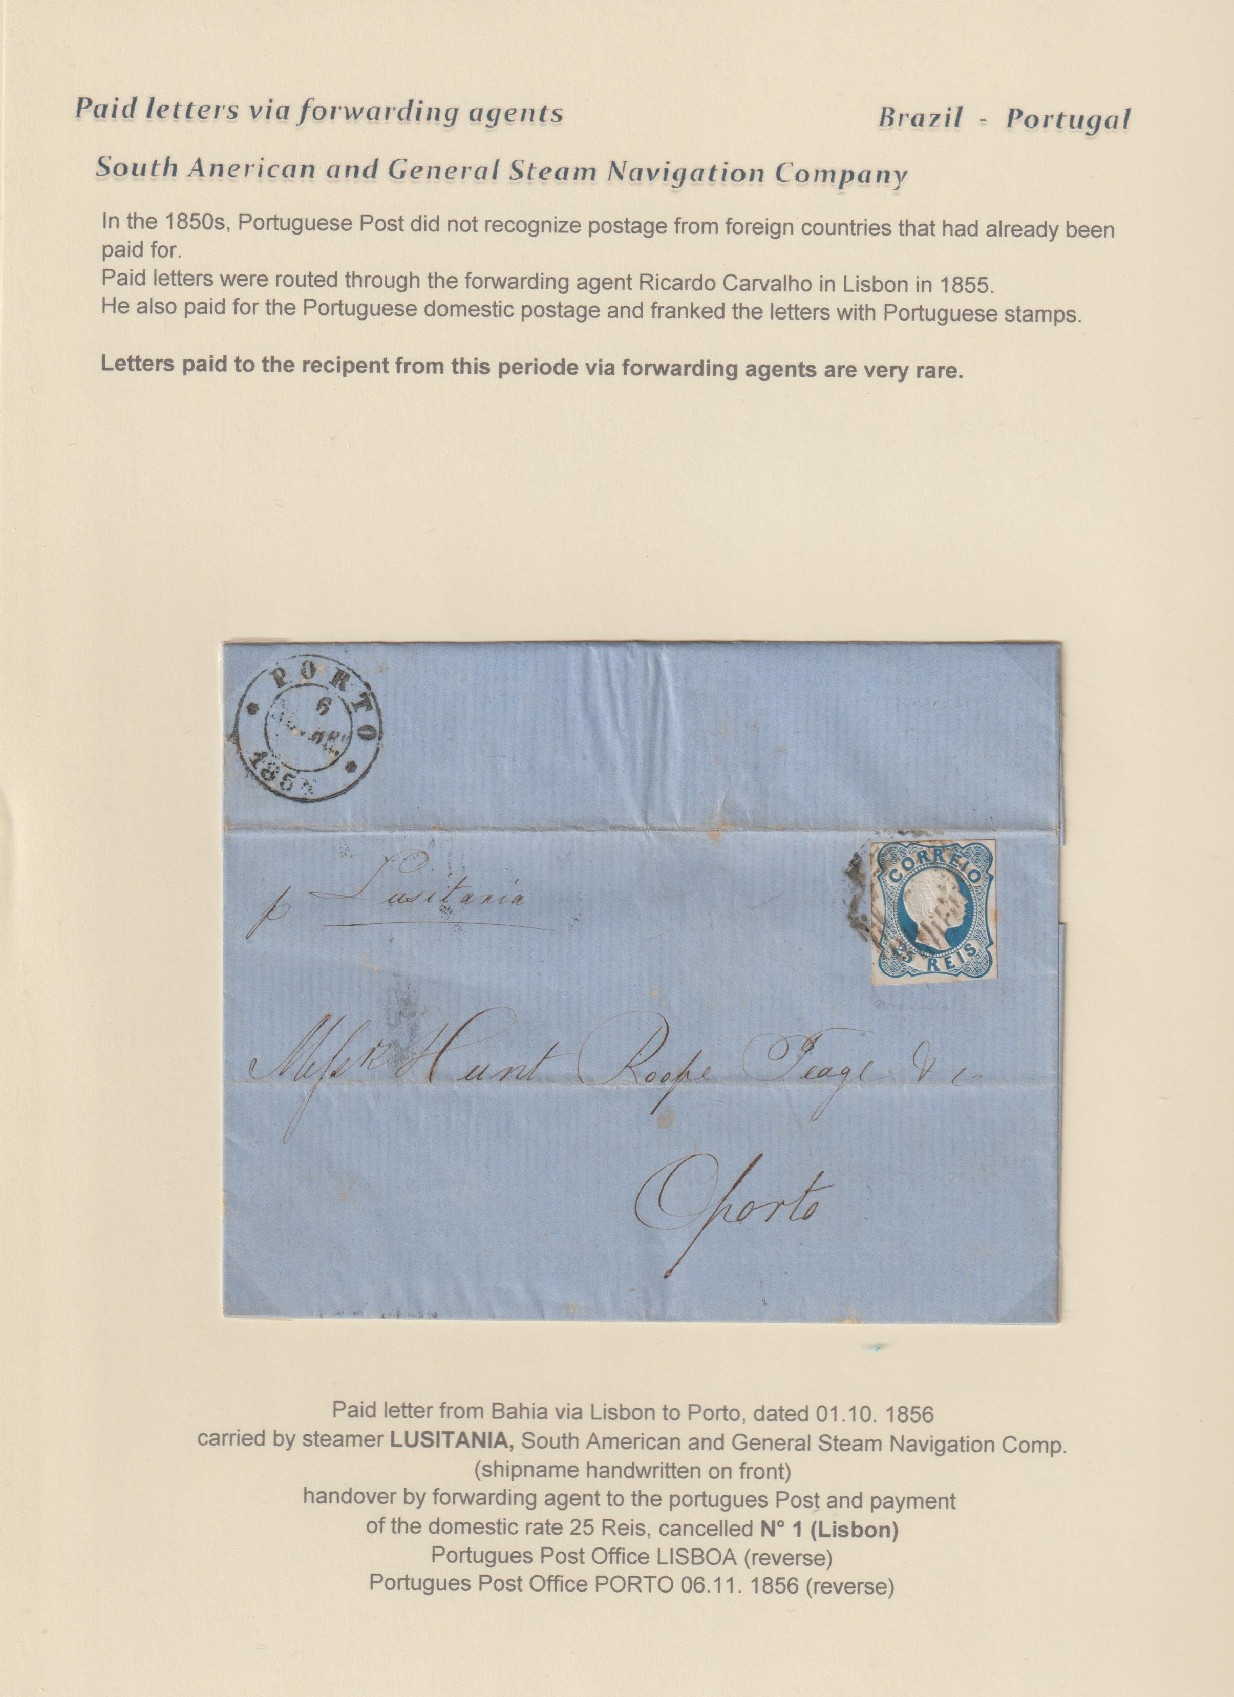 Paid letters via forwarding agents
Brazil - Portugal
South Anerican and General Steam Navigation Company
In the 1850s, Portuguese Post did not recognize postage from foreign countries that had already been
paid for.
Paid letters were routed through the forwarding agent Ricardo Carvalho in Lisbon in 1855.
He also paid for the Portuguese domestic postage and franked the letters with Portuguese stamps.
Letters paid to the recipent from this periode via forwarding agents are very rare.
PORTO
6
CORREIO
25 REIS
p Lusitania
Messrs Hunt Roope Teage & Co
Oporto
Paid letter from Bahia via Lisbon to Porto, dated 01.10. 1856
carried by steamer LUSITANIA, South American and General Steam Navigation Comp.
(shipname handwritten on front)
handover by forwarding agent to the portugues Post and payment
of the domestic rate 25 Reis, cancelled N° 1 (Lisbon)
Portugues Post Office LISBOA (reverse)
Portugues Post Office PORTO 06.11. 1856 (reverse)